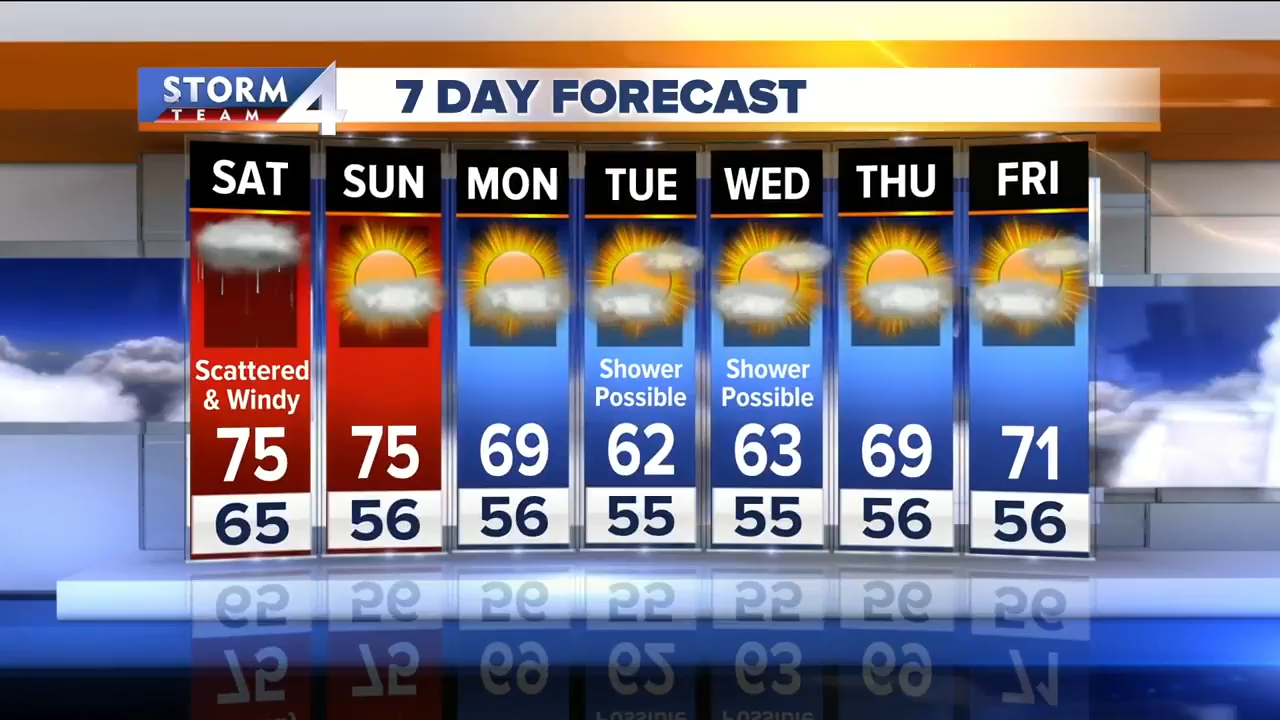 STORM
TEAM 4
7 DAY FORECAST
SAT SUN MON TUE WED THU FRI
Scattered
& Windy
Shower
Possible
Shower
Possible
75 75 69 62 63 69 71
65 56 56 55 55 56 56